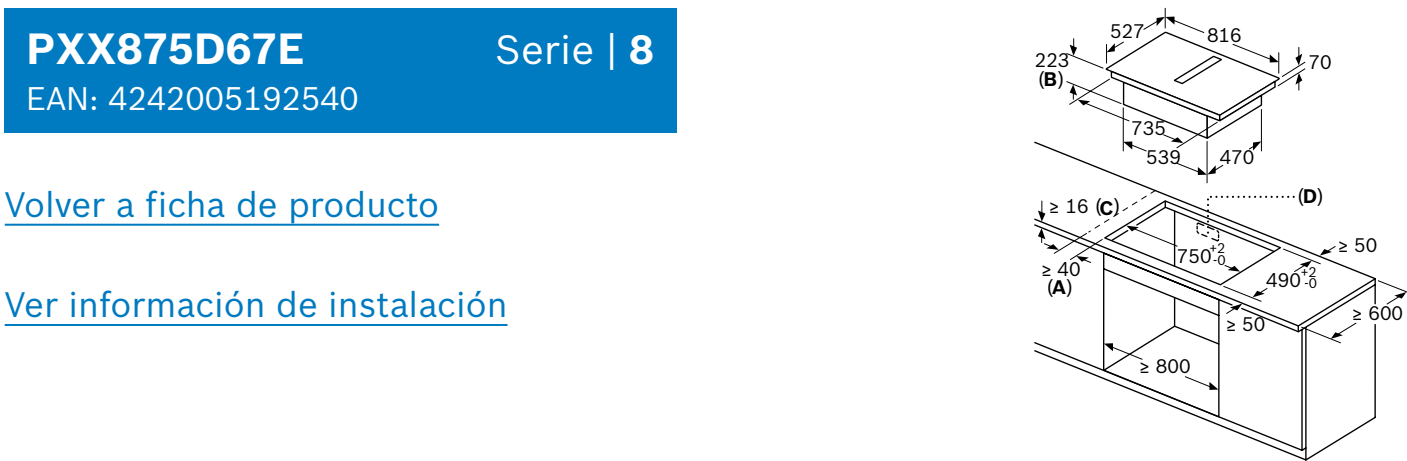 PXX875D67E Serie | 8
EAN: 4242005192540
Volver a ficha de producto
Ver información de instalación
527
816
223
(B)
70
735
539
470
(D)
≥ 16 (C)
≥ 50
750+2-0
≥ 40
(A)
490+2-0
≥ 50
≥ 600
≥ 800